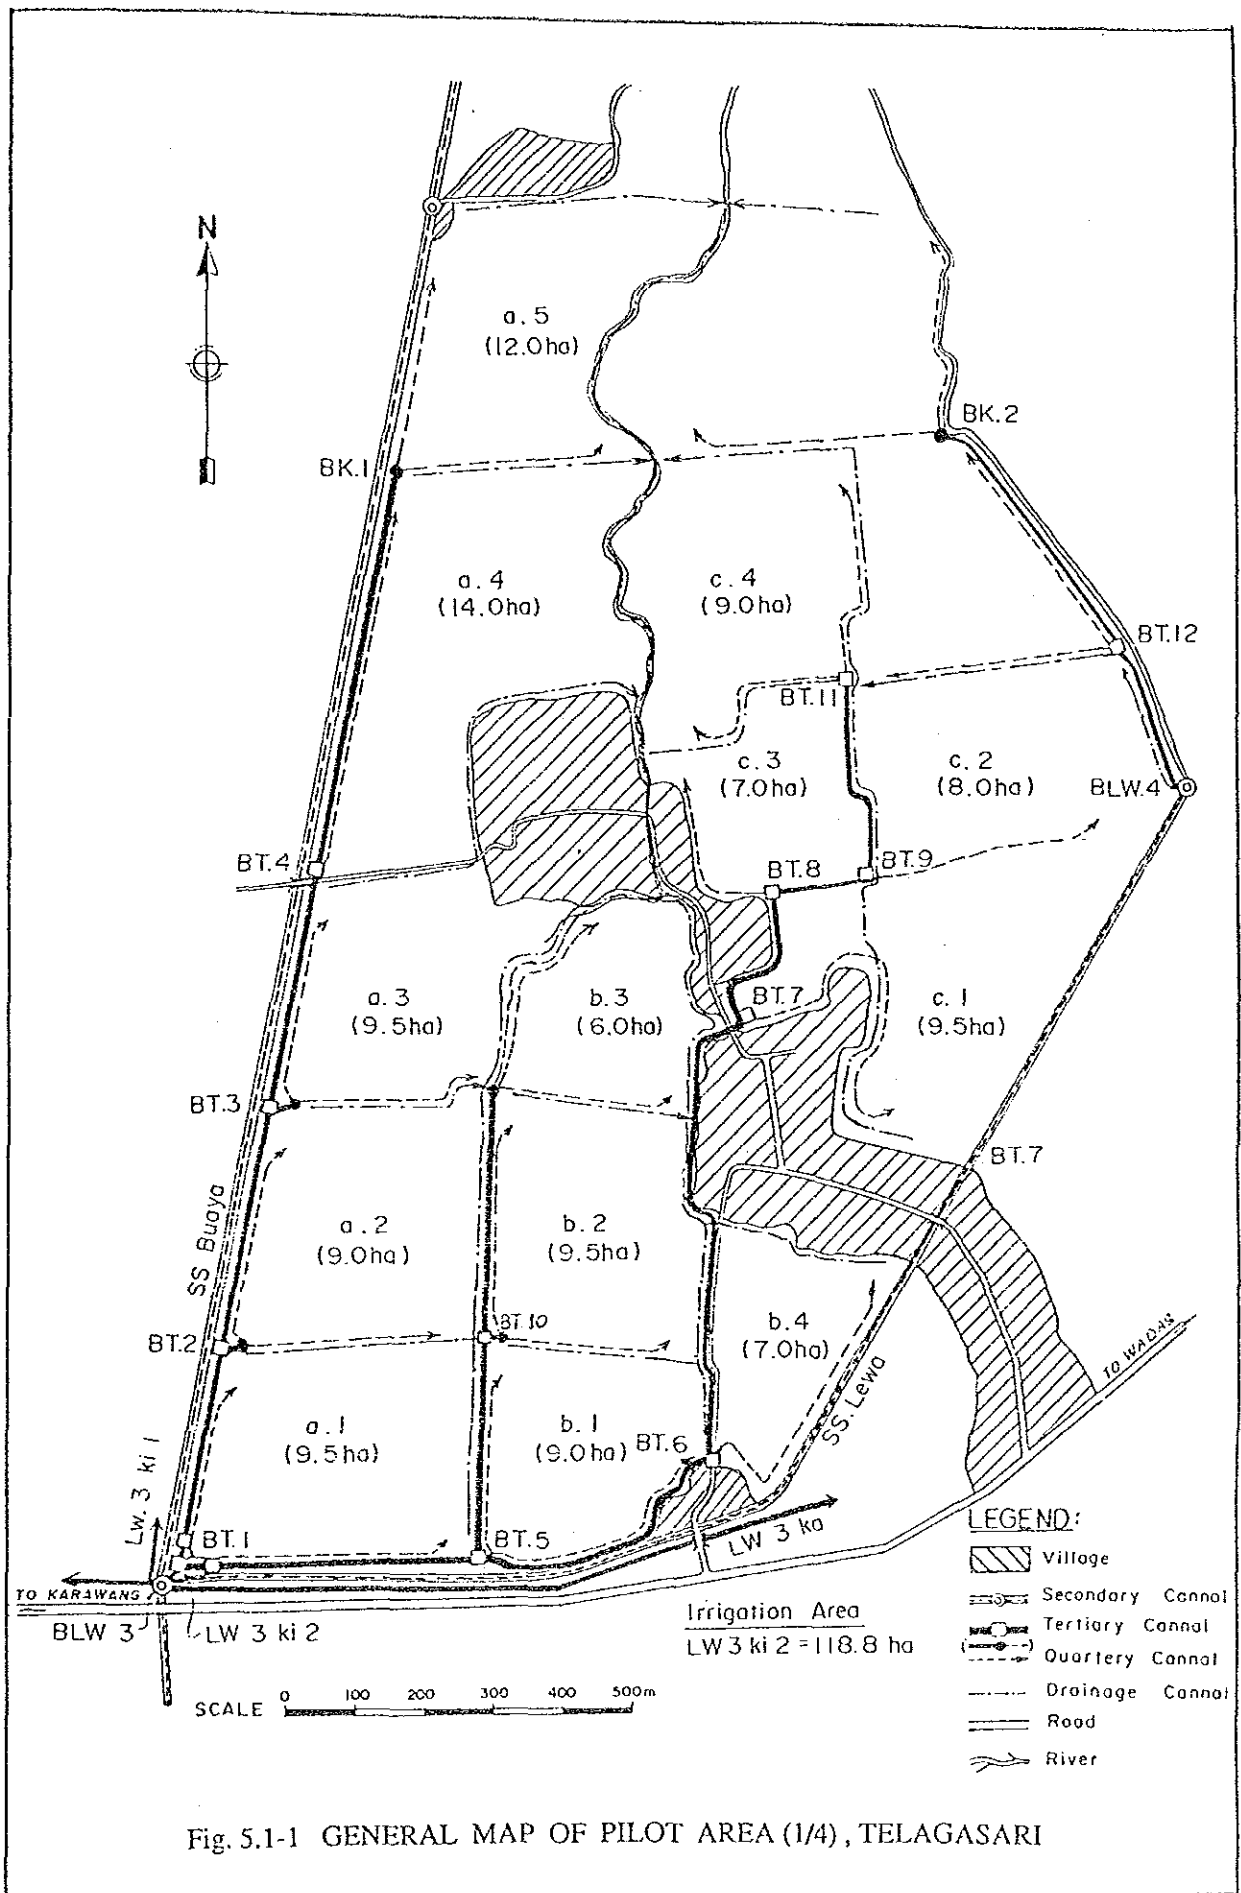 N
a.5
(12.0ha)
BK.2
BK.1
a.4
(14.0ha)
c.4
(9.0ha)
BT.12
BT.11
c.3
(7.0ha)
c.2
(8.0ha)
BLW.4
BT.4
BT.8
BT.9
a.3
(9.5ha)
b.3
(6.0ha)
BT.7
c.1
(9.5ha)
BT.3
BT.7
SS Buaya
a.2
(9.0ha)
b.2
(9.5ha)
BT.2
BT.10
b.4
(7.0ha)
TO WADAS
SS. Lewa
a.1
(9.5ha)
b.1
(9.0ha)
BT.6
Lw. 3 ki 1
BT.1
BT.5
LW 3 ka
TO KARAWANG
BLW 3
LW 3 ki 2
Irrigation Area
LW 3 ki 2 = 118.8 ha
LEGEND:
Village
Secondary Cannal
Tertiary Cannal
Quartery Cannal
Drainage Cannal
Road
River
SCALE 0 100 200 300 400 500m
Fig. 5.1-1 GENERAL MAP OF PILOT AREA (1/4), TELAGASARI